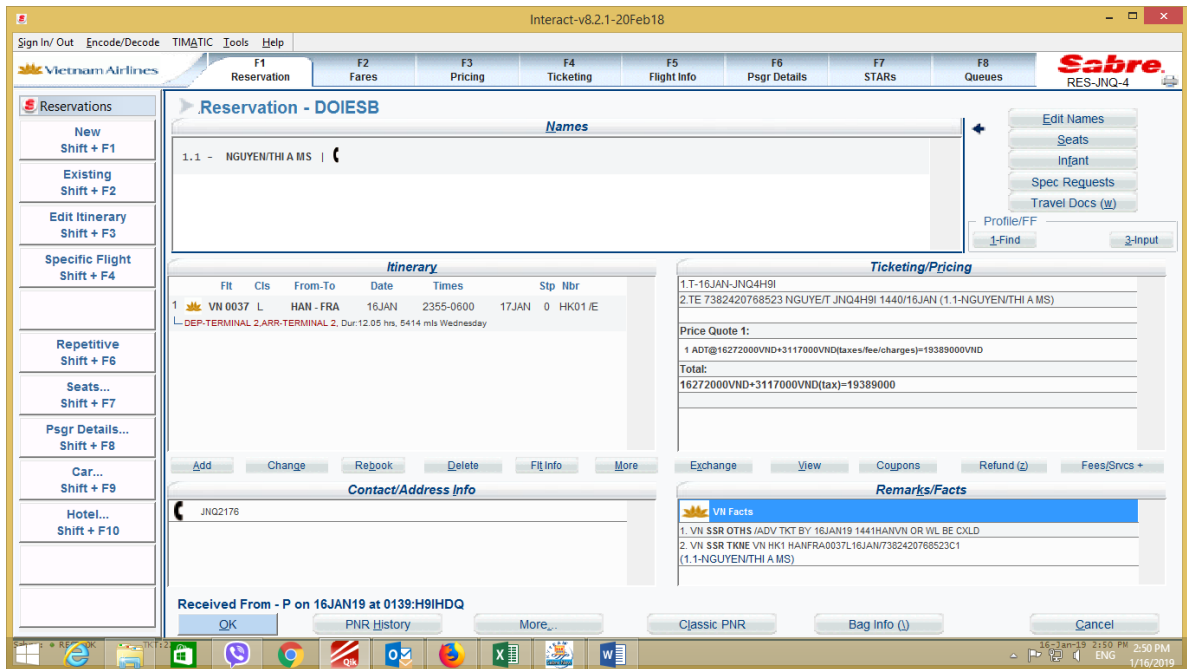 Interact-v8.2.1-20Feb18
Sign In/ Out Encode/Decode TIMATIC Tools Help
Vietnam Airlines
F1 F2 F3 F4 F5 F6 F7 F8
Reservation Fares Pricing Ticketing Flight Info Psgr Details STARs Queues
Sabre.
RES-JNQ-4
Reservations
New
Shift + F1
Existing
Shift + F2
Edit Itinerary
Shift + F3
Specific Flight
Shift + F4
Repetitive
Shift + F6
Seats...
Shift + F7
Psgr Details...
Shift + F8
Car...
Shift + F9
Hotel...
Shift + F10
.Reservation - DOIESB
Names
1.1 - NGUYEN/THI A MS |
Edit Names
Seats
Infant
Spec Requests
Travel Docs (w)
Profile/FF
1-Find 3-Input
Itinerary
Flt Cls From-To Date Times Stp Nbr
1 VN 0037 L HAN - FRA 16JAN 2355-0600 17JAN 0 HK01 /E
DEP-TERMINAL 2,ARR-TERMINAL 2, Dur:12.05 hrs, 5414 mls Wednesday
Ticketing/Pricing
1.T-16JAN-JNQ4H9I
2.TE 7382420768523 NGUYE/T JNQ4H9I 1440/16JAN (1.1-NGUYEN/THI A MS)
Price Quote 1:
1 ADT@16272000VND+3117000VND(taxes/fee/charges)=19389000VND
Total:
16272000VND+3117000VND(tax)=19389000
Add Change Rebook Delete Flt Info More
Exchange View Coupons Refund (z) Fees/Srvcs +
Contact/Address Info
JNQ2176
Remarks/Facts
VN Facts
1. VN SSR OTHS /ADV TKT BY 16JAN19 1441HANVN OR WL BE CXLD
2. VN SSR TKNE VN HK1 HANFRA0037L16JAN/7382420768523C1
(1.1-NGUYEN/THI A MS)
Received From - P on 16JAN19 at 0139:H9IHDQ
OK PNR History More... Classic PNR Bag Info (\) Cancel
Qik
16-Jan-19 2:50 PM
ENG 2:50 PM
1/16/2019